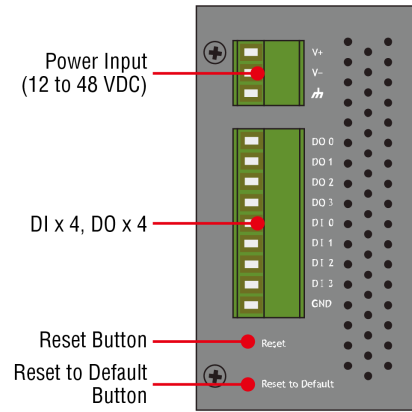 Power Input
(12 to 48 VDC)
V+
V-
DI x 4, DO x 4
DO 0
DO 1
DO 2
DO 3
DI 0
DI 1
DI 2
DI 3
GND
Reset Button
Reset
Reset to Default
Button
Reset to Default